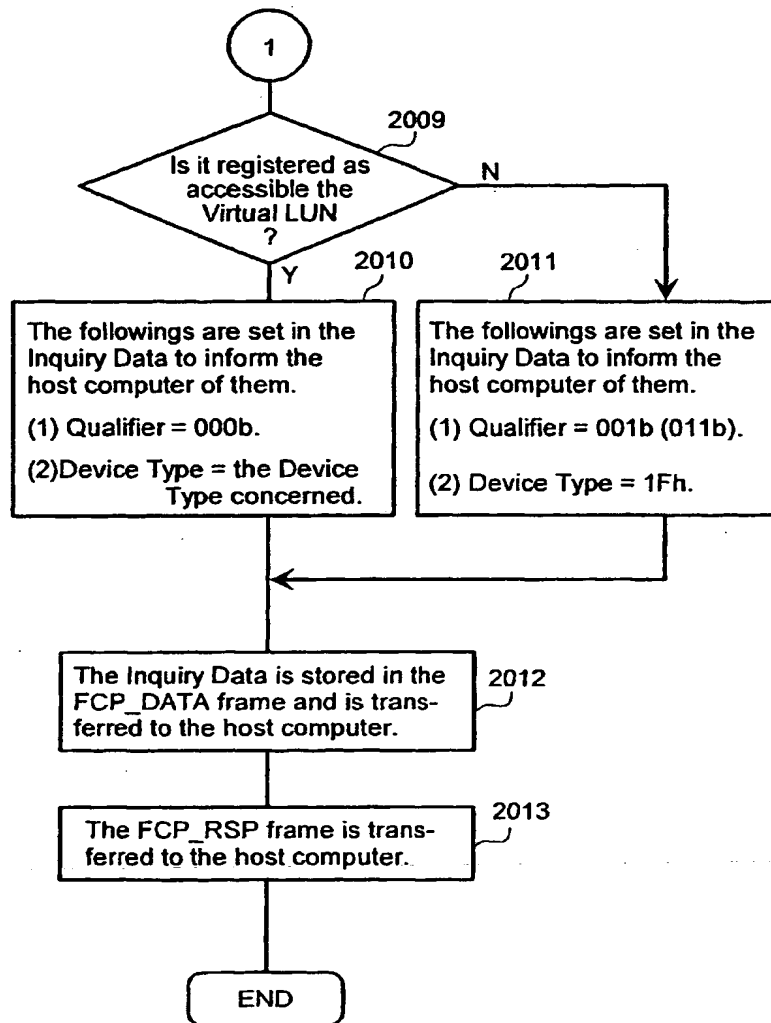 1
2009
Is it registered as
accessible the
Virtual LUN
?
N
Y
2010
The followings are set in the
Inquiry Data to inform the
host computer of them.
(1) Qualifier = 000b.
(2)Device Type = the Device
Type concerned.
2011
The followings are set in the
Inquiry Data to inform the
host computer of them.
(1) Qualifier = 001b (011b).
(2) Device Type = 1Fh.
The Inquiry Data is stored in the
FCP_DATA frame and is trans-
ferred to the host computer.
2012
The FCP_RSP frame is trans-
ferred to the host computer.
2013
END